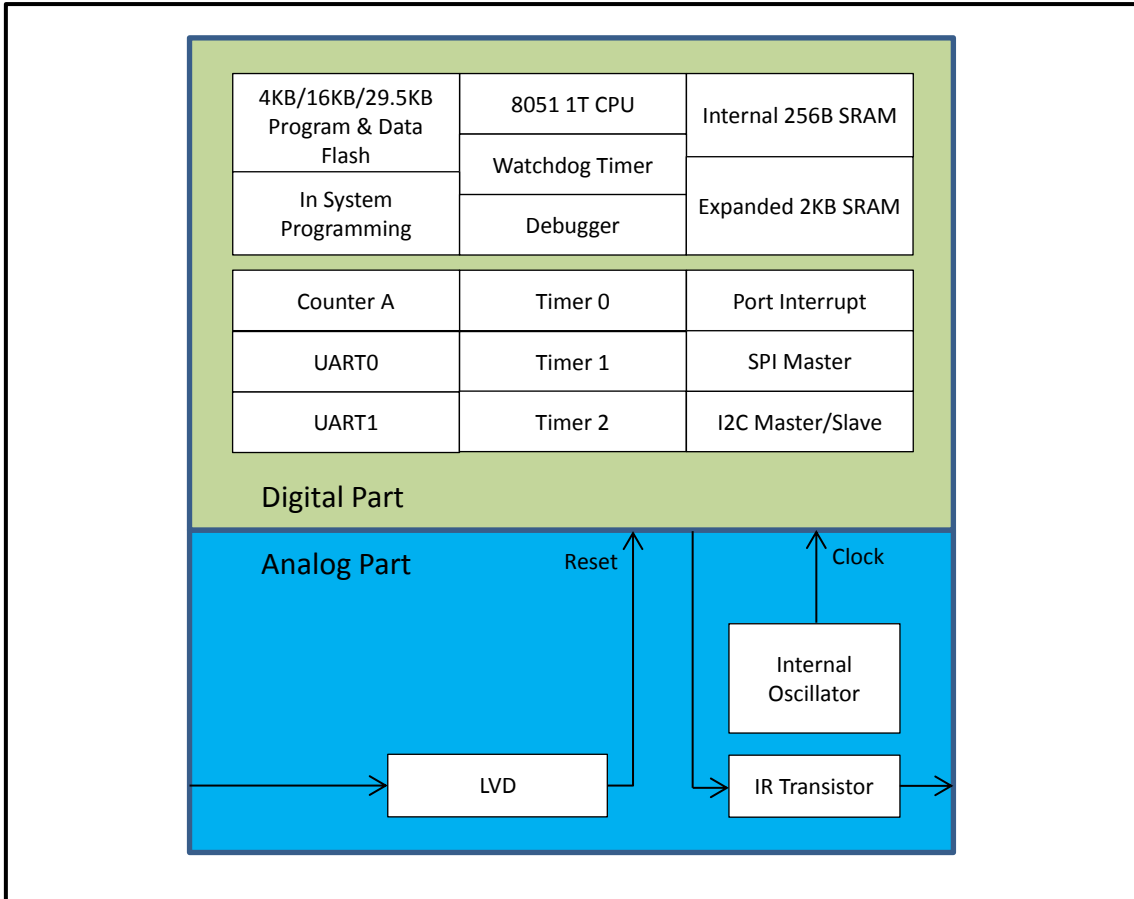 4KB/16KB/29.5KB
Program & Data
Flash
In System
Programming
8051 1T CPU
Watchdog Timer
Debugger
Internal 256B SRAM
Expanded 2KB SRAM
Counter A
Timer 0
Port Interrupt
UART0
Timer 1
SPI Master
UART1
Timer 2
I2C Master/Slave
Digital Part
Analog Part
Reset
Clock
Internal
Oscillator
LVD
IR Transistor